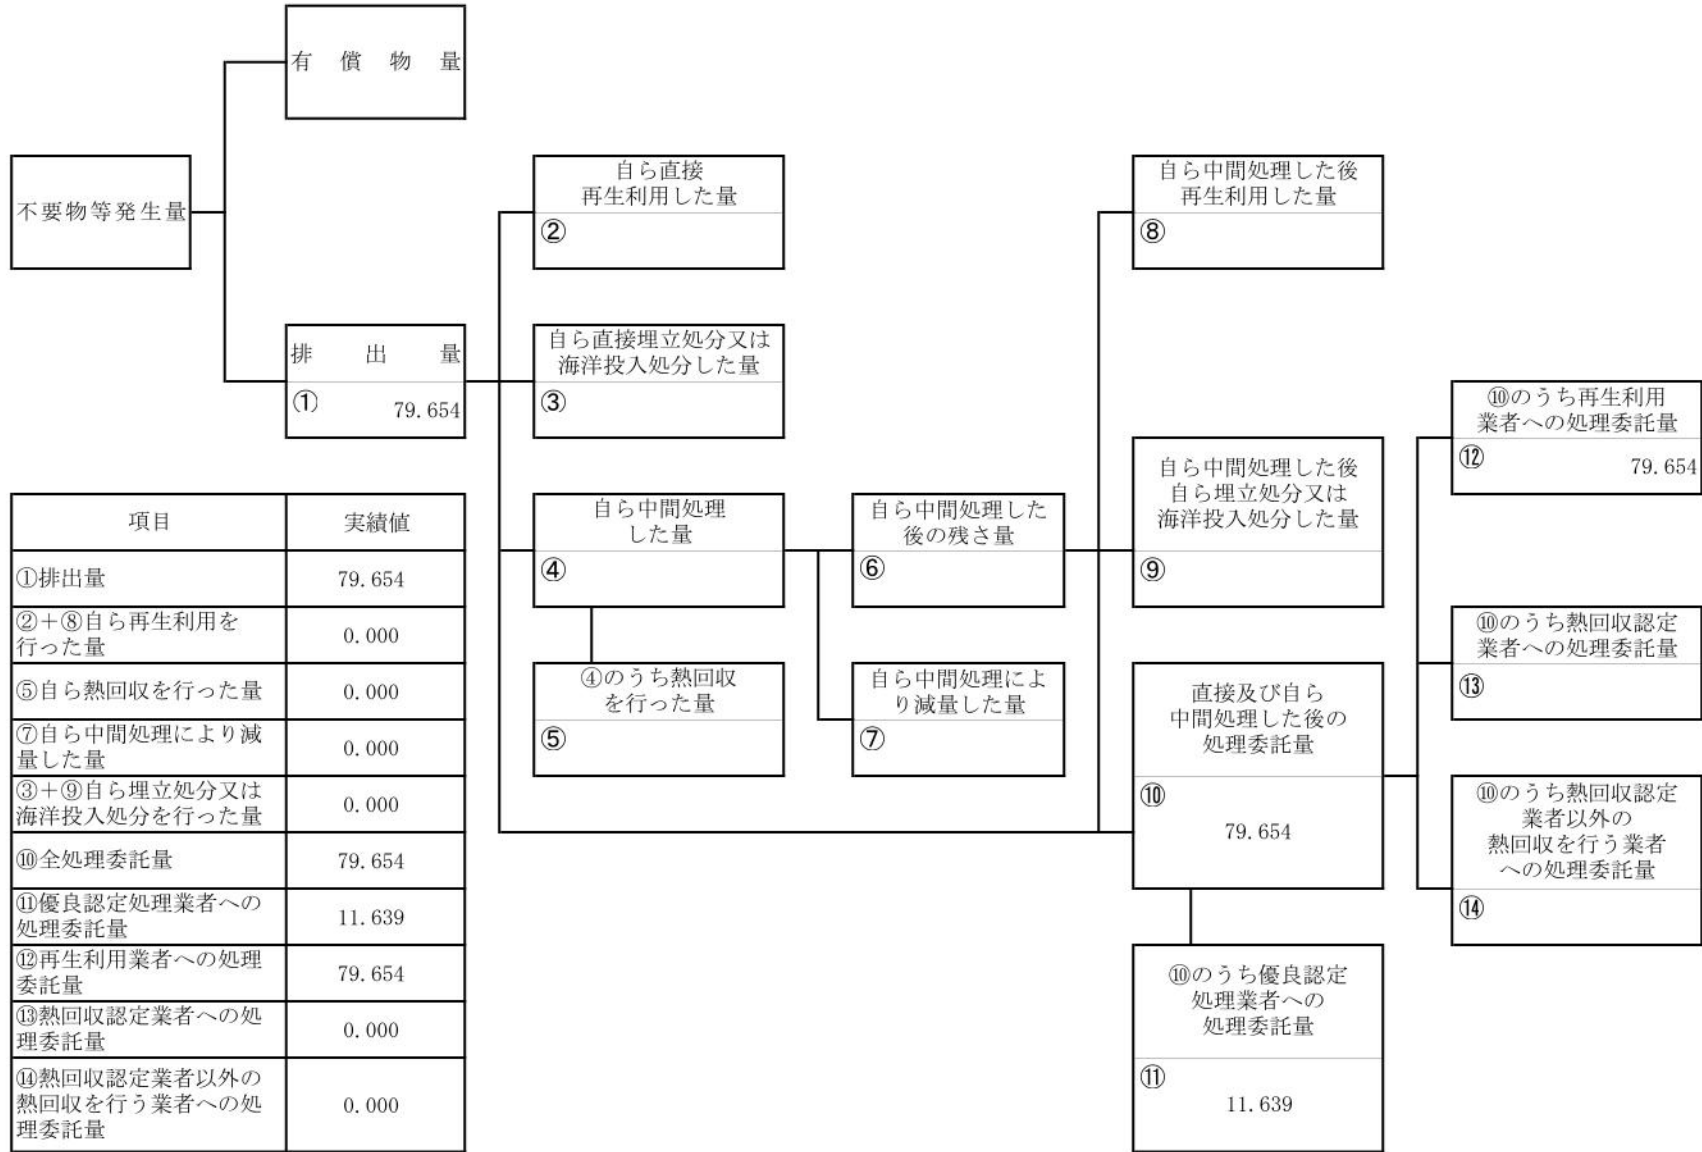 有償物量
不要物等発生量
自ら直接
再生利用した量
②
自ら中間処理した後
再生利用した量
⑧
排出量
① 79.654
自ら直接埋立処分又は
海洋投入処分した量
③
⑩のうち再生利用
業者への処理委託量
⑫ 79.654
自ら中間処理
した量
④
自ら中間処理した
後の残さ量
⑥
自ら中間処理した後
自ら埋立処分又は
海洋投入処分した量
⑨
⑩のうち熱回収認定
業者への処理委託量
⑬
④のうち熱回収
を行った量
⑤
自ら中間処理によ
り減量した量
⑦
直接及び自ら
中間処理した後の
処理委託量
⑩
79.654
⑩のうち熱回収認定
業者以外の
熱回収を行う業者
への処理委託量
⑭
⑩のうち優良認定
処理業者への
処理委託量
⑪
11.639
項目 実績値
①排出量 79.654
②+⑧自ら再生利用を
行った量 0.000
⑤自ら熱回収を行った量 0.000
⑦自ら中間処理により減
量した量 0.000
③+⑨自ら埋立処分又は
海洋投入処分を行った量 0.000
⑩全処理委託量 79.654
⑪優良認定処理業者への
処理委託量 11.639
⑫再生利用業者への処理
委託量 79.654
⑬熱回収認定業者への処
理委託量 0.000
⑭熱回収認定業者以外の
熱回収を行う業者への処
理委託量 0.000